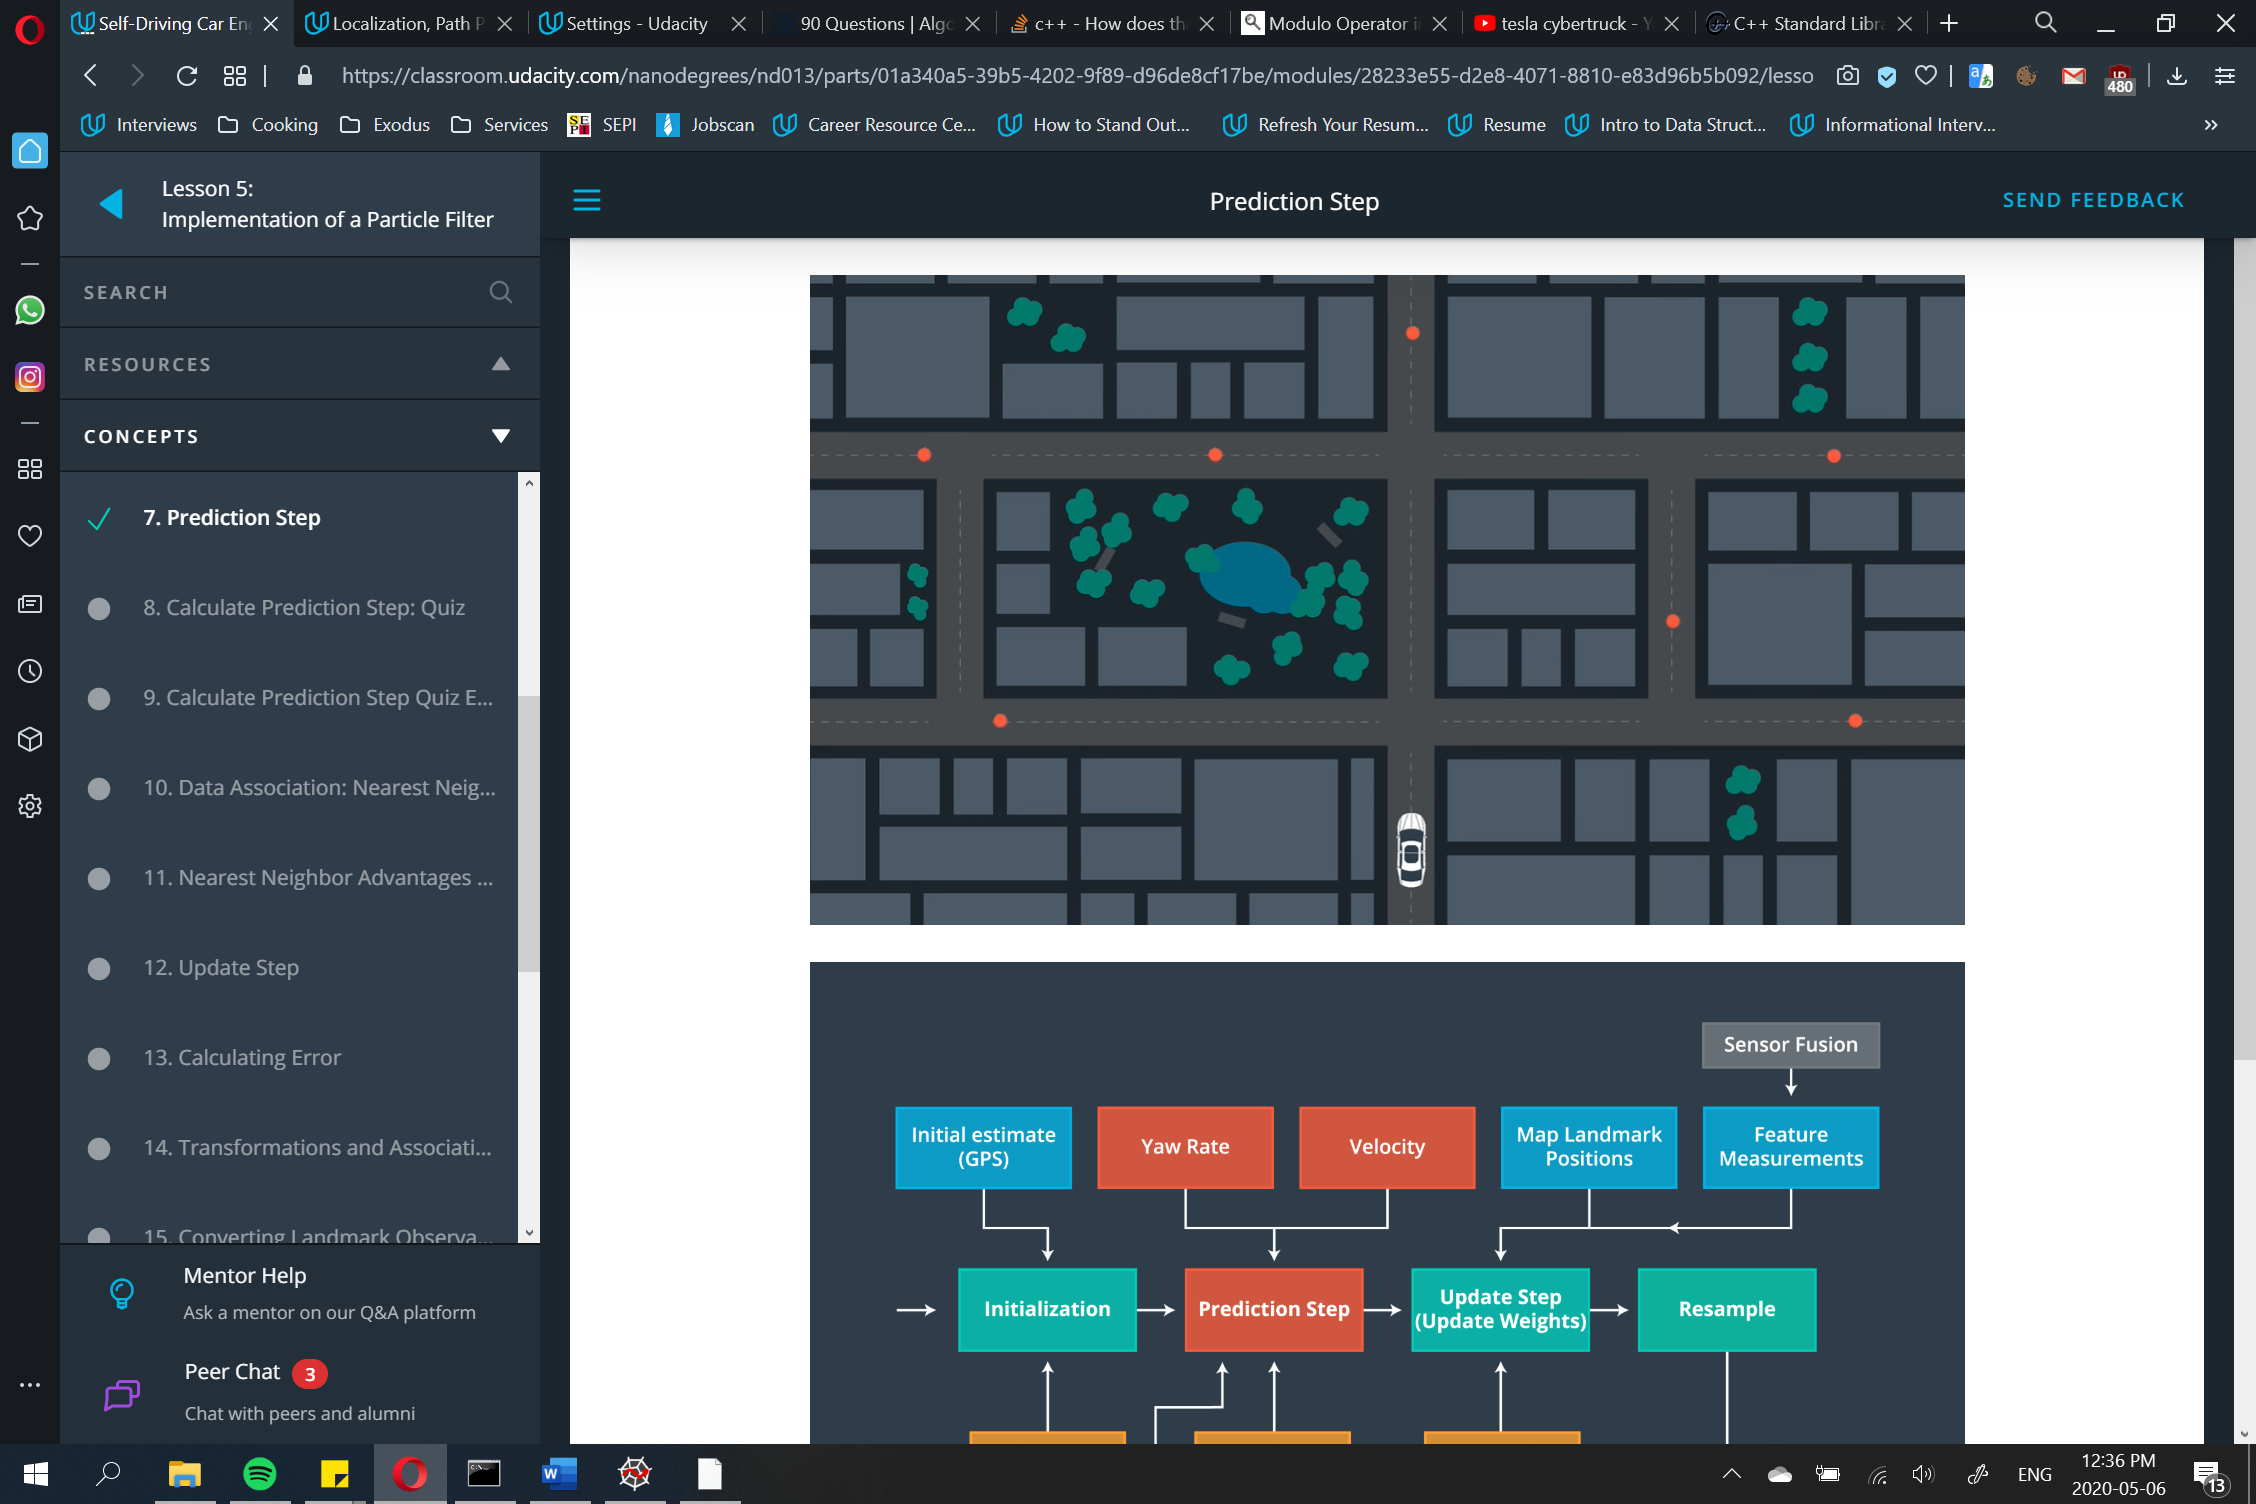 Self-Driving Car En
Localization, Path P
Settings - Udacity
90 Questions | Algo
c++ - How does th
Modulo Operator i
tesla cybertruck - Y
C++ Standard Libr
https://classroom.udacity.com/nanodegrees/nd013/parts/01a340a5-39b5-4202-9f89-d96de8cf17be/modules/28233e55-d2e8-4071-8810-e83d96b5b092/lesso
480
Interviews
Cooking
Exodus
Services
SEPI
Jobscan
Career Resource Ce...
How to Stand Out...
Refresh Your Resum...
Resume
Intro to Data Struct...
Informational Interv...
Lesson 5:
Implementation of a Particle Filter
Prediction Step
SEND FEEDBACK
SEARCH
RESOURCES
CONCEPTS
7. Prediction Step
8. Calculate Prediction Step: Quiz
9. Calculate Prediction Step Quiz E...
10. Data Association: Nearest Neig...
11. Nearest Neighbor Advantages ...
12. Update Step
13. Calculating Error
14. Transformations and Associati...
15. Converting Landmark Observa...
Mentor Help
Ask a mentor on our Q&A platform
Peer Chat 3
Chat with peers and alumni
Sensor Fusion
Initial estimate
(GPS)
Yaw Rate
Velocity
Map Landmark
Positions
Feature
Measurements
Initialization
Prediction Step
Update Step
(Update Weights)
Resample
ENG
12:36 PM
2020-05-06
13